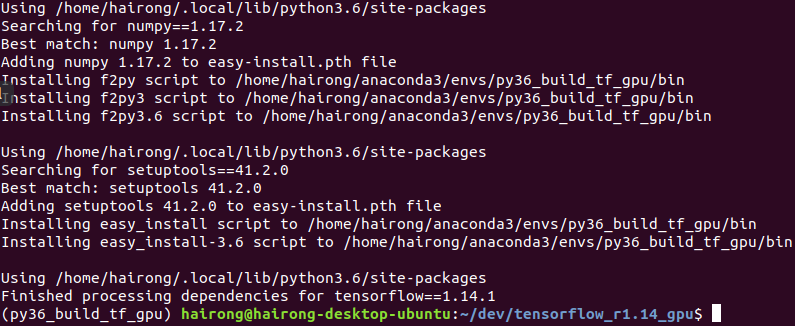 Using /home/hairong/.local/lib/python3.6/site-packages
Searching for numpy==1.17.2
Best match: numpy 1.17.2
Adding numpy 1.17.2 to easy-install.pth file
Installing f2py script to /home/hairong/anaconda3/envs/py36_build_tf_gpu/bin
Installing f2py3 script to /home/hairong/anaconda3/envs/py36_build_tf_gpu/bin
Installing f2py3.6 script to /home/hairong/anaconda3/envs/py36_build_tf_gpu/bin

Using /home/hairong/.local/lib/python3.6/site-packages
Searching for setuptools==41.2.0
Best match: setuptools 41.2.0
Adding setuptools 41.2.0 to easy-install.pth file
Installing easy_install script to /home/hairong/anaconda3/envs/py36_build_tf_gpu/bin
Installing easy_install-3.6 script to /home/hairong/anaconda3/envs/py36_build_tf_gpu/bin

Using /home/hairong/.local/lib/python3.6/site-packages
Finished processing dependencies for tensorflow==1.14.1
(py36_build_tf_gpu) hairong@hairong-desktop-ubuntu:~/dev/tensorflow_r1.14_gpu$